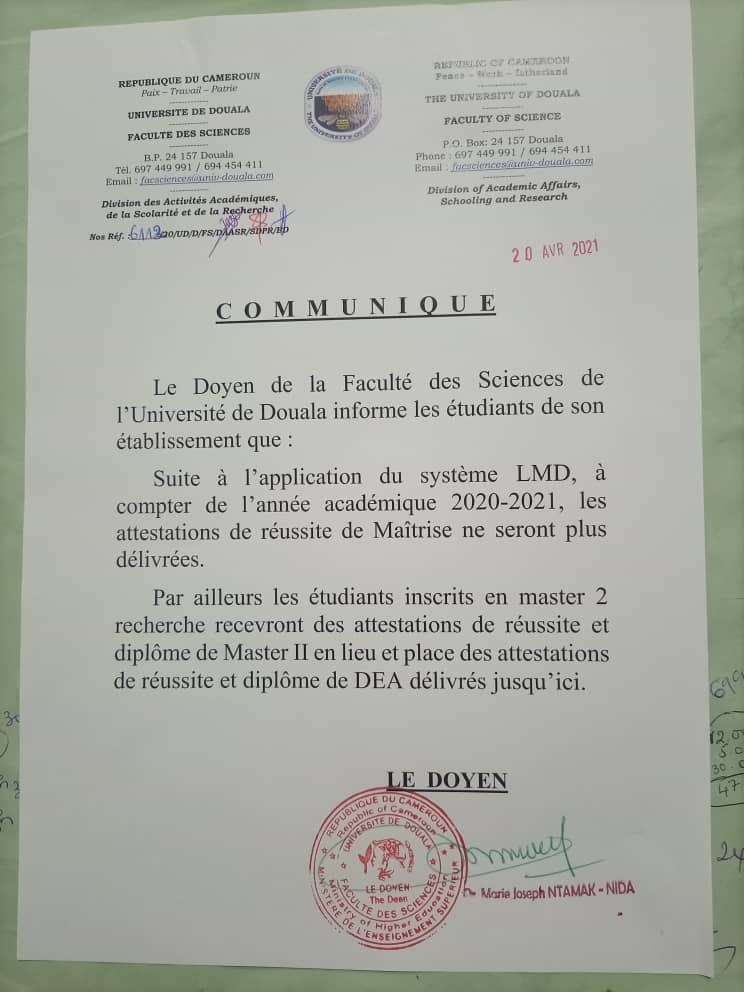 REPUBLIQUE DU CAMEROUN
Paix – Travail – Patrie
UNIVERSITE DE DOUALA
FACULTE DES SCIENCES
B.P. 24 157 Douala
Tél. 697 449 991 / 694 454 411
Email : facsciences@univ-douala.com
Division des Activités Académiques,
de la Scolarité et de la Recherche
Nos Réf. :6113/20/UD/D/FS/DAASR/SDPR/BD
UNIVERSITE DE DOUALA
THE UNIVERSITY OF DOUALA
REPUBLIC OF CAMEROON
Peace – Work – Fatherland
THE UNIVERSITY OF DOUALA
FACULTY OF SCIENCE
P.O. Box: 24 157 Douala
Phone : 697 449 991 / 694 454 411
Email : facsciences@univ-douala.com
Division of Academic Affairs,
Schooling and Research
20 AVR 2021
COMMUNIQUE
Le Doyen de la Faculté des Sciences de
l'Université de Douala informe les étudiants de son
établissement que :
Suite à l'application du système LMD, à
compter de l'année académique 2020-2021, les
attestations de réussite de Maîtrise ne seront plus
délivrées.
Par ailleurs les étudiants inscrits en master 2
recherche recevront des attestations de réussite et
diplôme de Master II en lieu et place des attestations
de réussite et diplôme de DEA délivrés jusqu'ici.
LE DOYEN
REPUBLIQUE DU CAMEROUN
Republic of Cameroon
UNIVERSITE DE DOUALA
LE DOYEN
The Dean
FACULTE DES SCIENCES
Ministry of Higher Education
MINISTERE DE L'ENSEIGNEMENT SUPERIEUR
Dr Marie Joseph NTAMAK - NIDA
699
47